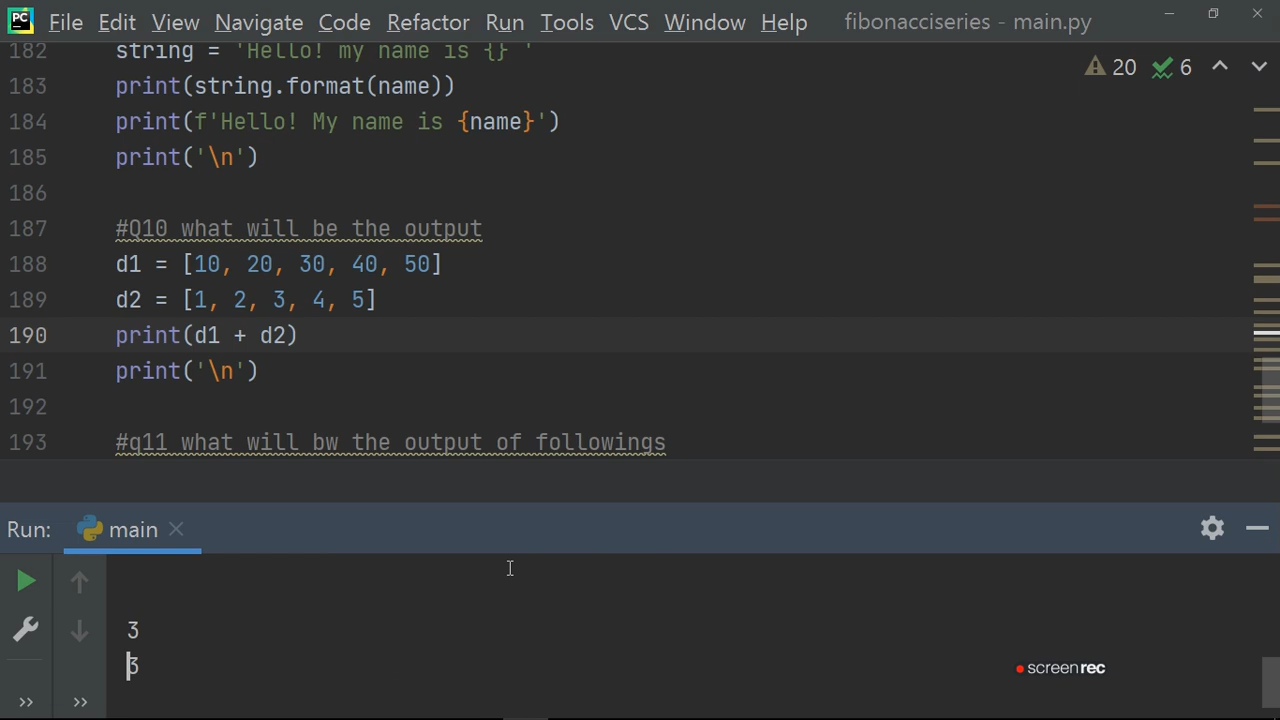 PC File Edit View Navigate Code Refactor Run Tools VCS Window Help fibonacciseries - main.py
20 6
182 string = 'Hello! my name is {} '
183 print(string.format(name))
184 print(f'Hello! My name is {name}')
185 print('\n')
186
187 #Q10 what will be the output
188 d1 = [10, 20, 30, 40, 50]
189 d2 = [1, 2, 3, 4, 5]
190 print(d1 + d2)
191 print('\n')
192
193 #q11 what will bw the output of followings
Run: main
3
3
screenrec